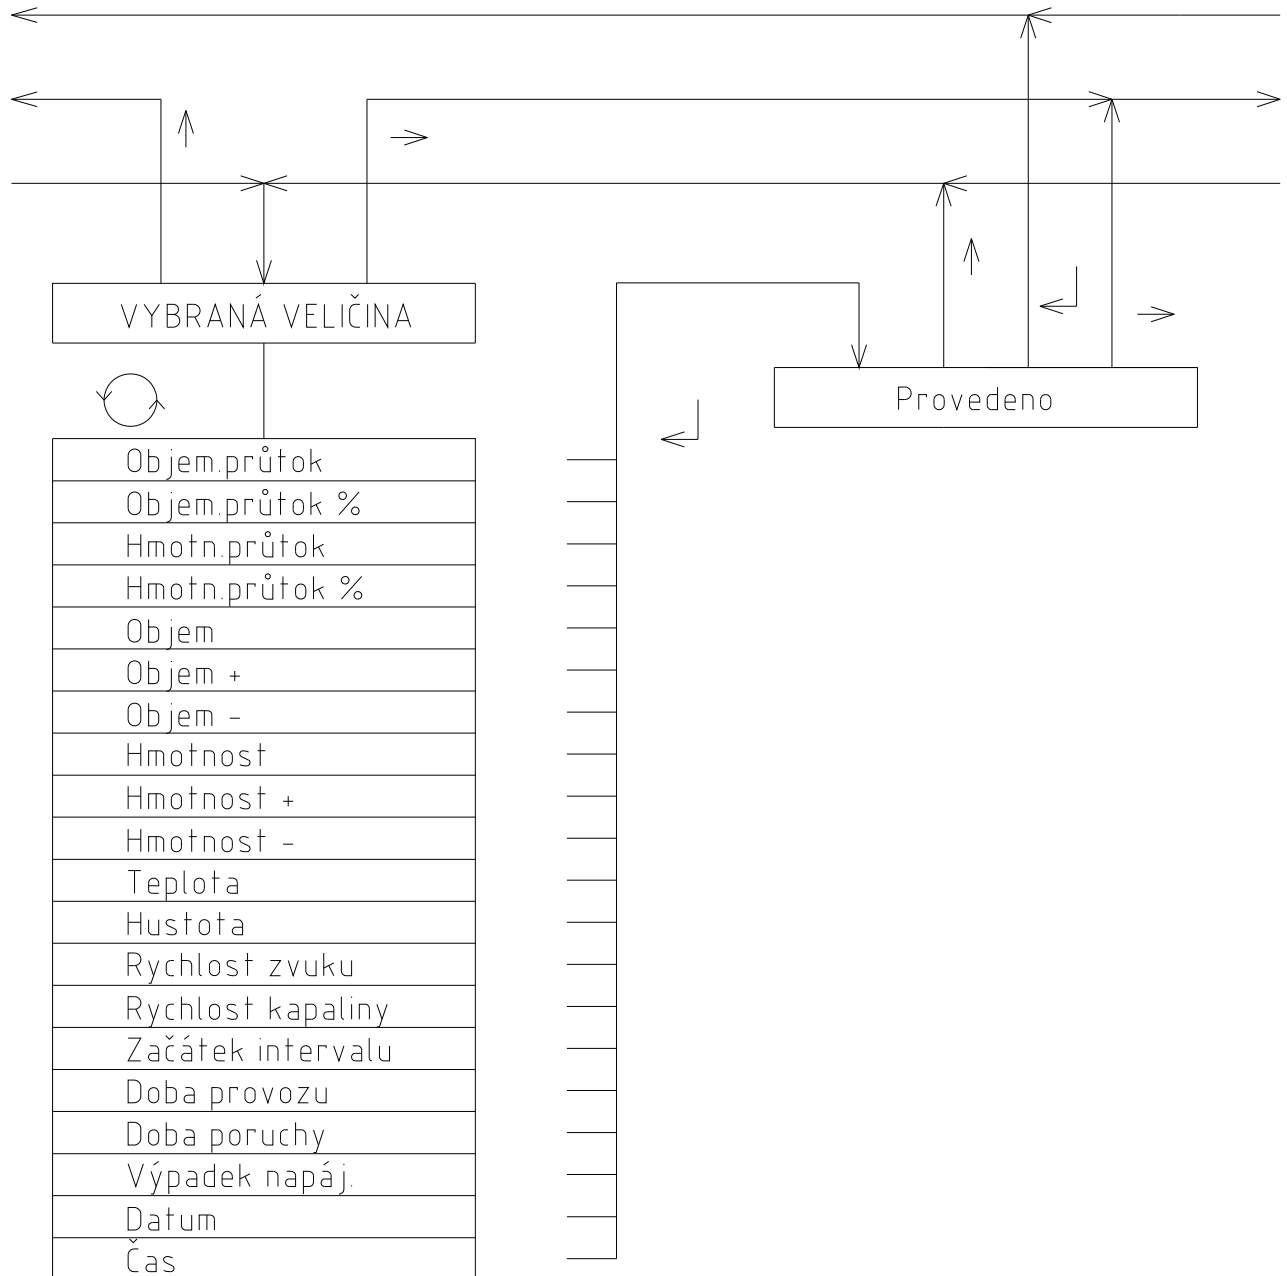 VYBRANÁ VELIČINA
Provedeno
Objem.průtok
Objem.průtok %
Hmotn.průtok
Hmotn.průtok %
Objem
Objem +
Objem -
Hmotnost
Hmotnost +
Hmotnost -
Teplota
Hustota
Rychlost zvuku
Rychlost kapaliny
Začátek intervalu
Doba provozu
Doba poruchy
Výpadek napáj.
Datum
Čas